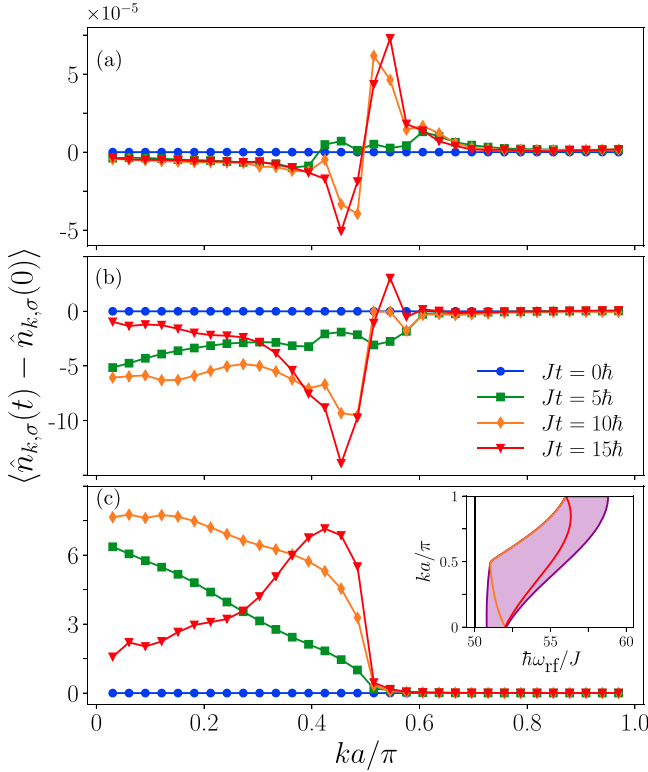 ×10⁻⁵
(a)
5
0
-5
⟨n̂ₖ,σ(t) − n̂ₖ,σ(0)⟩
(b)
0
-5
-10
Jt = 0ħ
Jt = 5ħ
Jt = 10ħ
Jt = 15ħ
(c)
6
3
0
ka/π
1
0.5
0
50 55 60
ħω_rf/J
0 0.2 0.4 0.6 0.8 1.0
ka/π